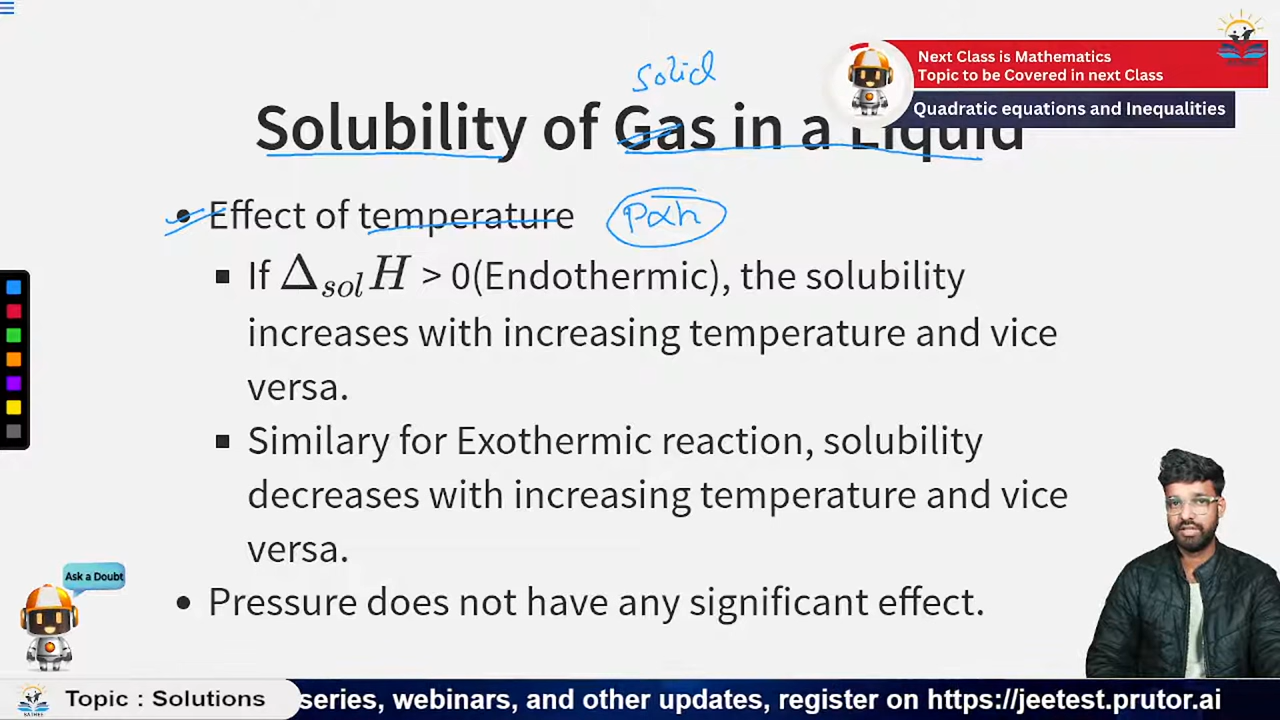 Next Class is Mathematics
Topic to be Covered in next Class
Quadratic equations and Inequalities
solid
Solubility of Gas in a Liquid
• Effect of temperature P∝n
▪ If Δ_sol H > 0(Endothermic), the solubility
increases with increasing temperature and vice
versa.
▪ Similary for Exothermic reaction, solubility
decreases with increasing temperature and vice
versa.
• Pressure does not have any significant effect.
Ask a Doubt
Topic : Solutions
series, webinars, and other updates, register on https://jeetest.prutor.ai